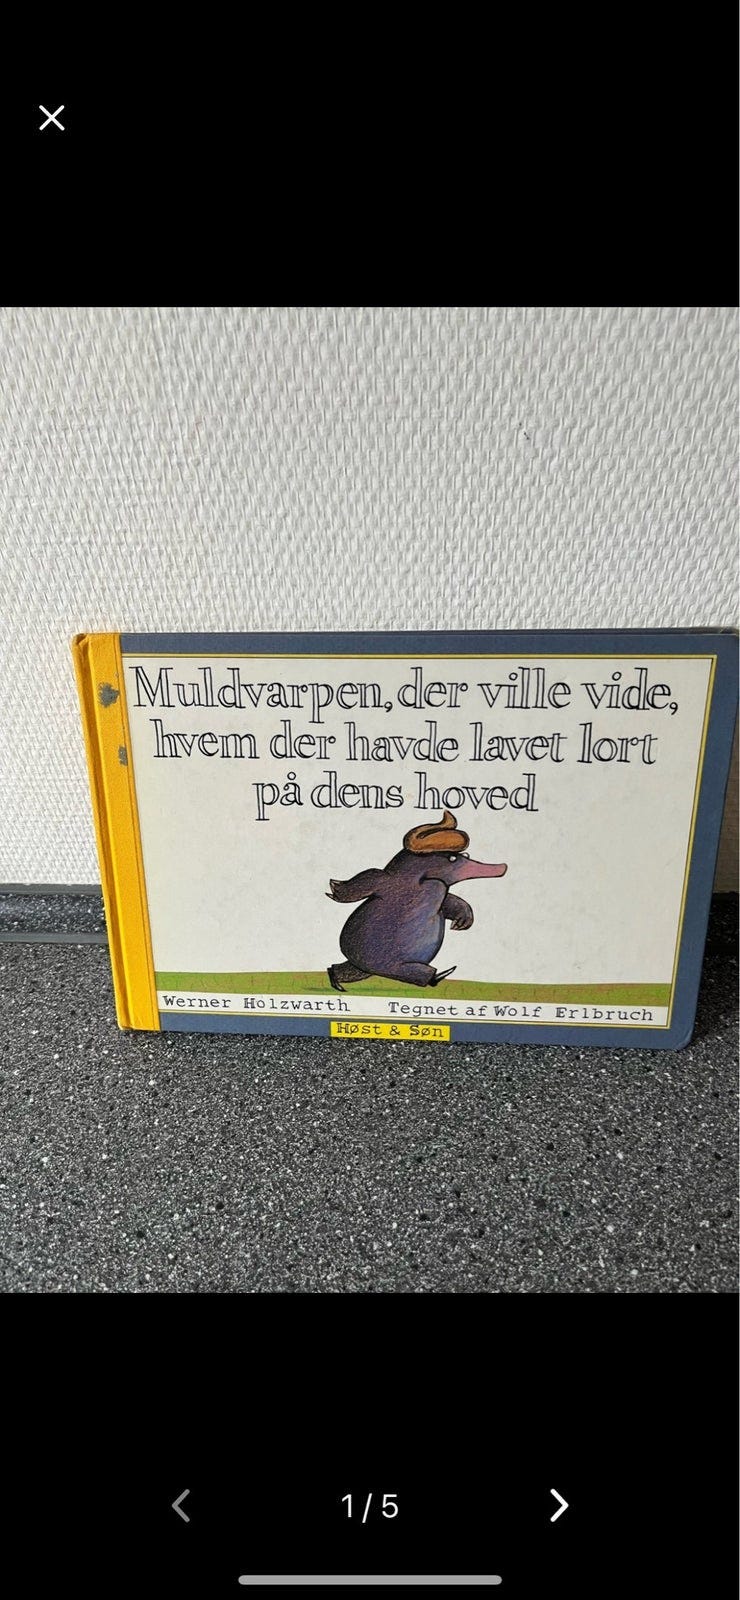 Muldvarpen, der ville vide,
hvem der havde lavet lort
på dens hoved
Werner Holzwarth Tegnet af Wolf Erlbruch
Høst & Søn
1/5